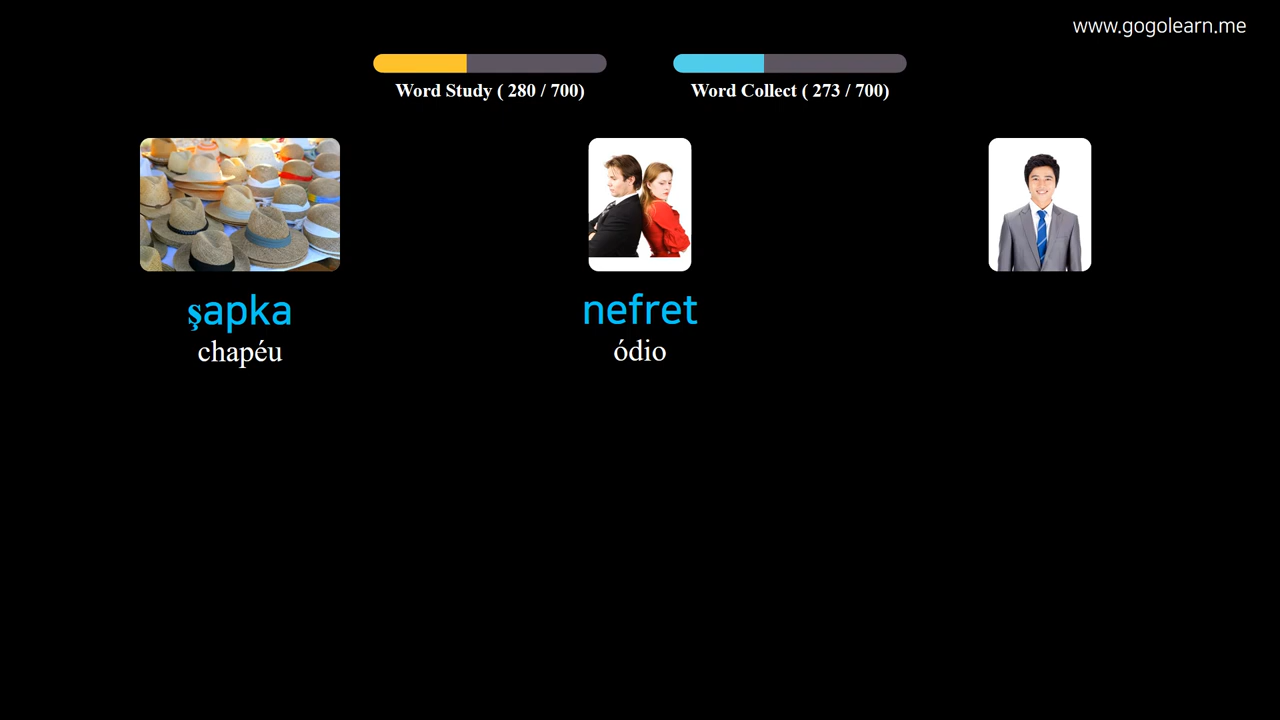 www.gogolearn.me
Word Study ( 280 / 700)
Word Collect ( 273 / 700)
şapka
chapéu
nefret
ódio